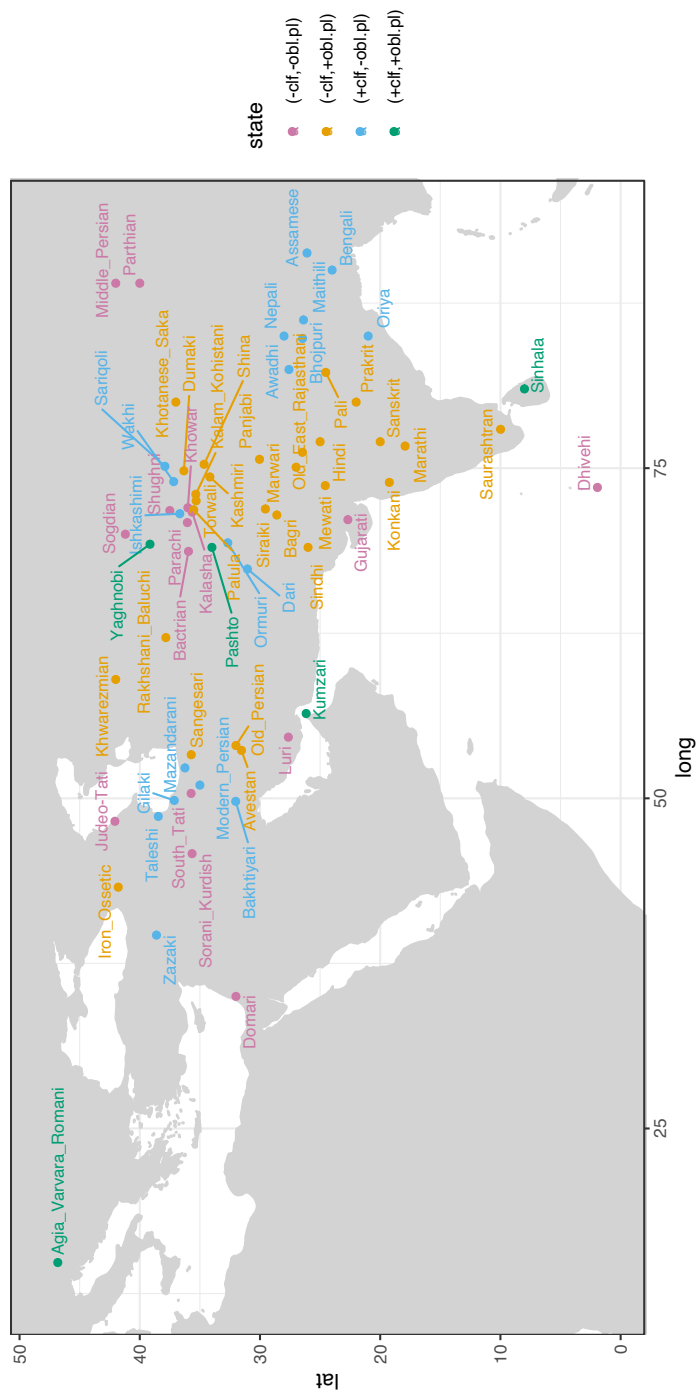 50
40
30
20
10
0
lat
25
50
75
long
Agia_Varvara_Romani
Iron_Ossetic
Judeo-Tati
Khwarezmian
Rakhshani_Baluchi
Yaghnobi
Sogdian
Ishkashimi
Shughni
Wakhi
Sariqoli
Khotanese_Saka
Dumaki
Khowar
Middle_Persian
Parthian
Zazaki
Taleshi
Gilaki
Mazandarani
South_Tati
Sorani_Kurdish
Sangesari
Modern_Persian
Bakhtiyari
Avestan
Old_Persian
Domari
Luri
Kumzari
Bactrian
Parachi
Kalasha
Torwali
Palula
Pashto
Ormuri
Dari
Kalam_Kohistani
Shina
Kashmiri
Panjabi
Siraiki
Marwari
Bagri
Sindhi
Mewati
Old_East_Rajasthani
Hindi
Gujarati
Awadhi
Nepali
Bhojpuri
Maithili
Assamese
Bengali
Pali
Prakrit
Oriya
Sanskrit
Konkani
Marathi
Saurashtran
Sinhala
Dhivehi
state
(-clf,-obl.pl)
(-clf,+obl.pl)
(+clf,-obl.pl)
(+clf,+obl.pl)